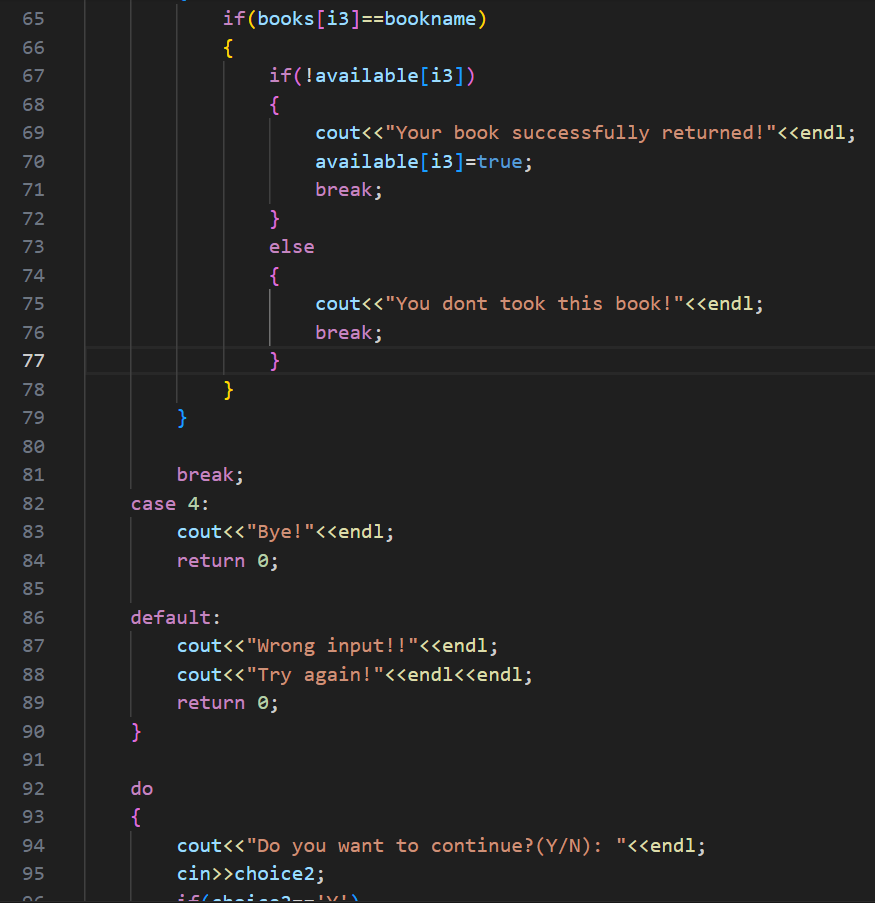 65 if(books[i3]==bookname)
66 {
67 if(!available[i3])
68 {
69 cout<<"Your book successfully returned!"<<endl;
70 available[i3]=true;
71 break;
72 }
73 else
74 {
75 cout<<"You dont took this book!"<<endl;
76 break;
77 }
78 }
79 }
80
81 break;
82 case 4:
83 cout<<"Bye!"<<endl;
84 return 0;
85
86 default:
87 cout<<"Wrong input!!"<<endl;
88 cout<<"Try again!"<<endl<<endl;
89 return 0;
90 }
91
92 do
93 {
94 cout<<"Do you want to continue?(Y/N): "<<endl;
95 cin>>choice2;
96 if(choice2=='Y')